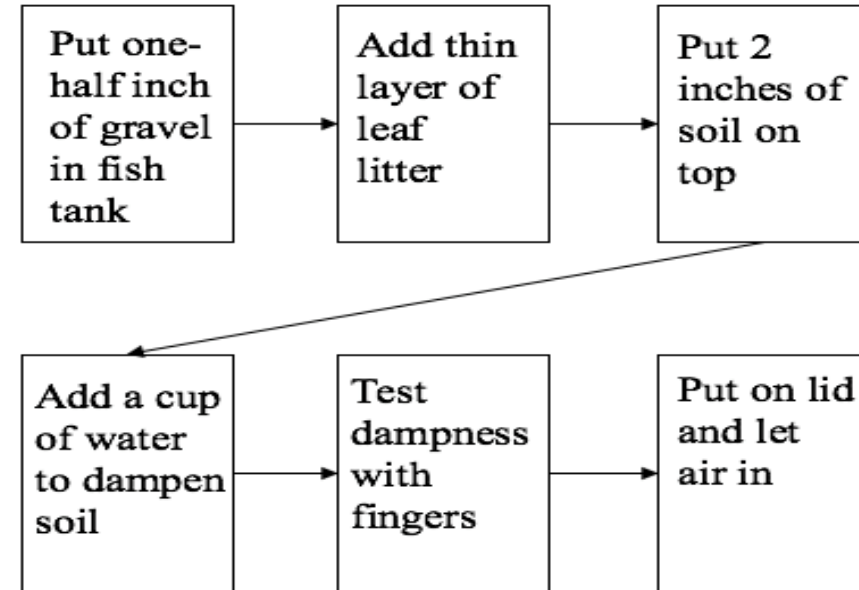 Put one-
half inch
of gravel
in fish
tank
Add thin
layer of
leaf
litter
Put 2
inches of
soil on
top
Add a cup
of water
to dampen
soil
Test
dampness
with
fingers
Put on lid
and let
air in